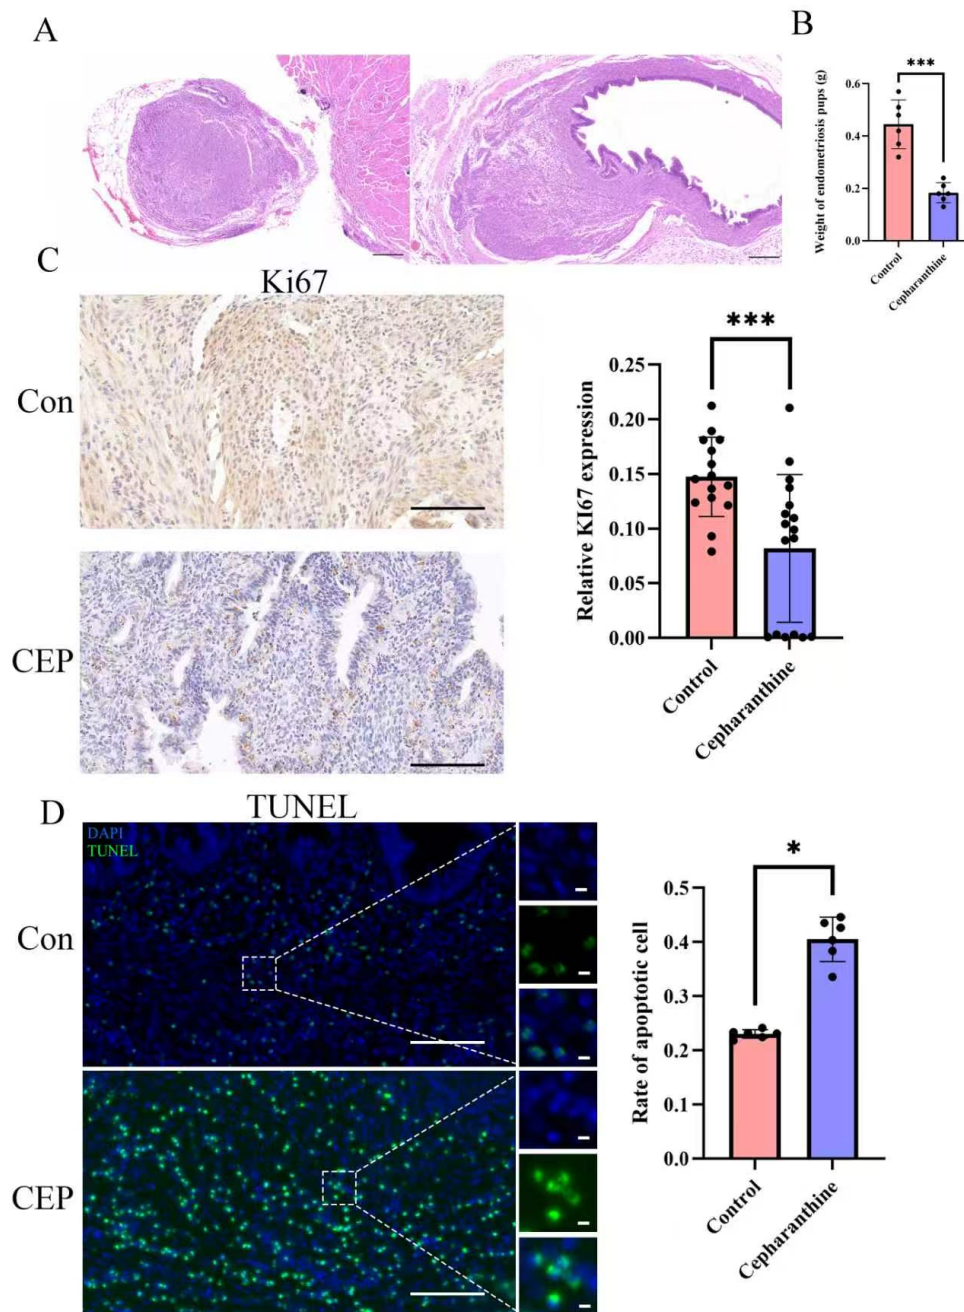 A
B
***
Weight of endometriosis pups (g)
0.6
0.4
0.2
0.0
Control
Cepharanthine
C
Ki67
Con
CEP
***
Relative KI67 expression
0.25
0.20
0.15
0.10
0.05
0.00
Control
Cepharanthine
D
TUNEL
DAPI
TUNEL
Con
CEP
*
Rate of apoptotic cell
0.5
0.4
0.3
0.2
0.1
0.0
Control
Cepharanthine